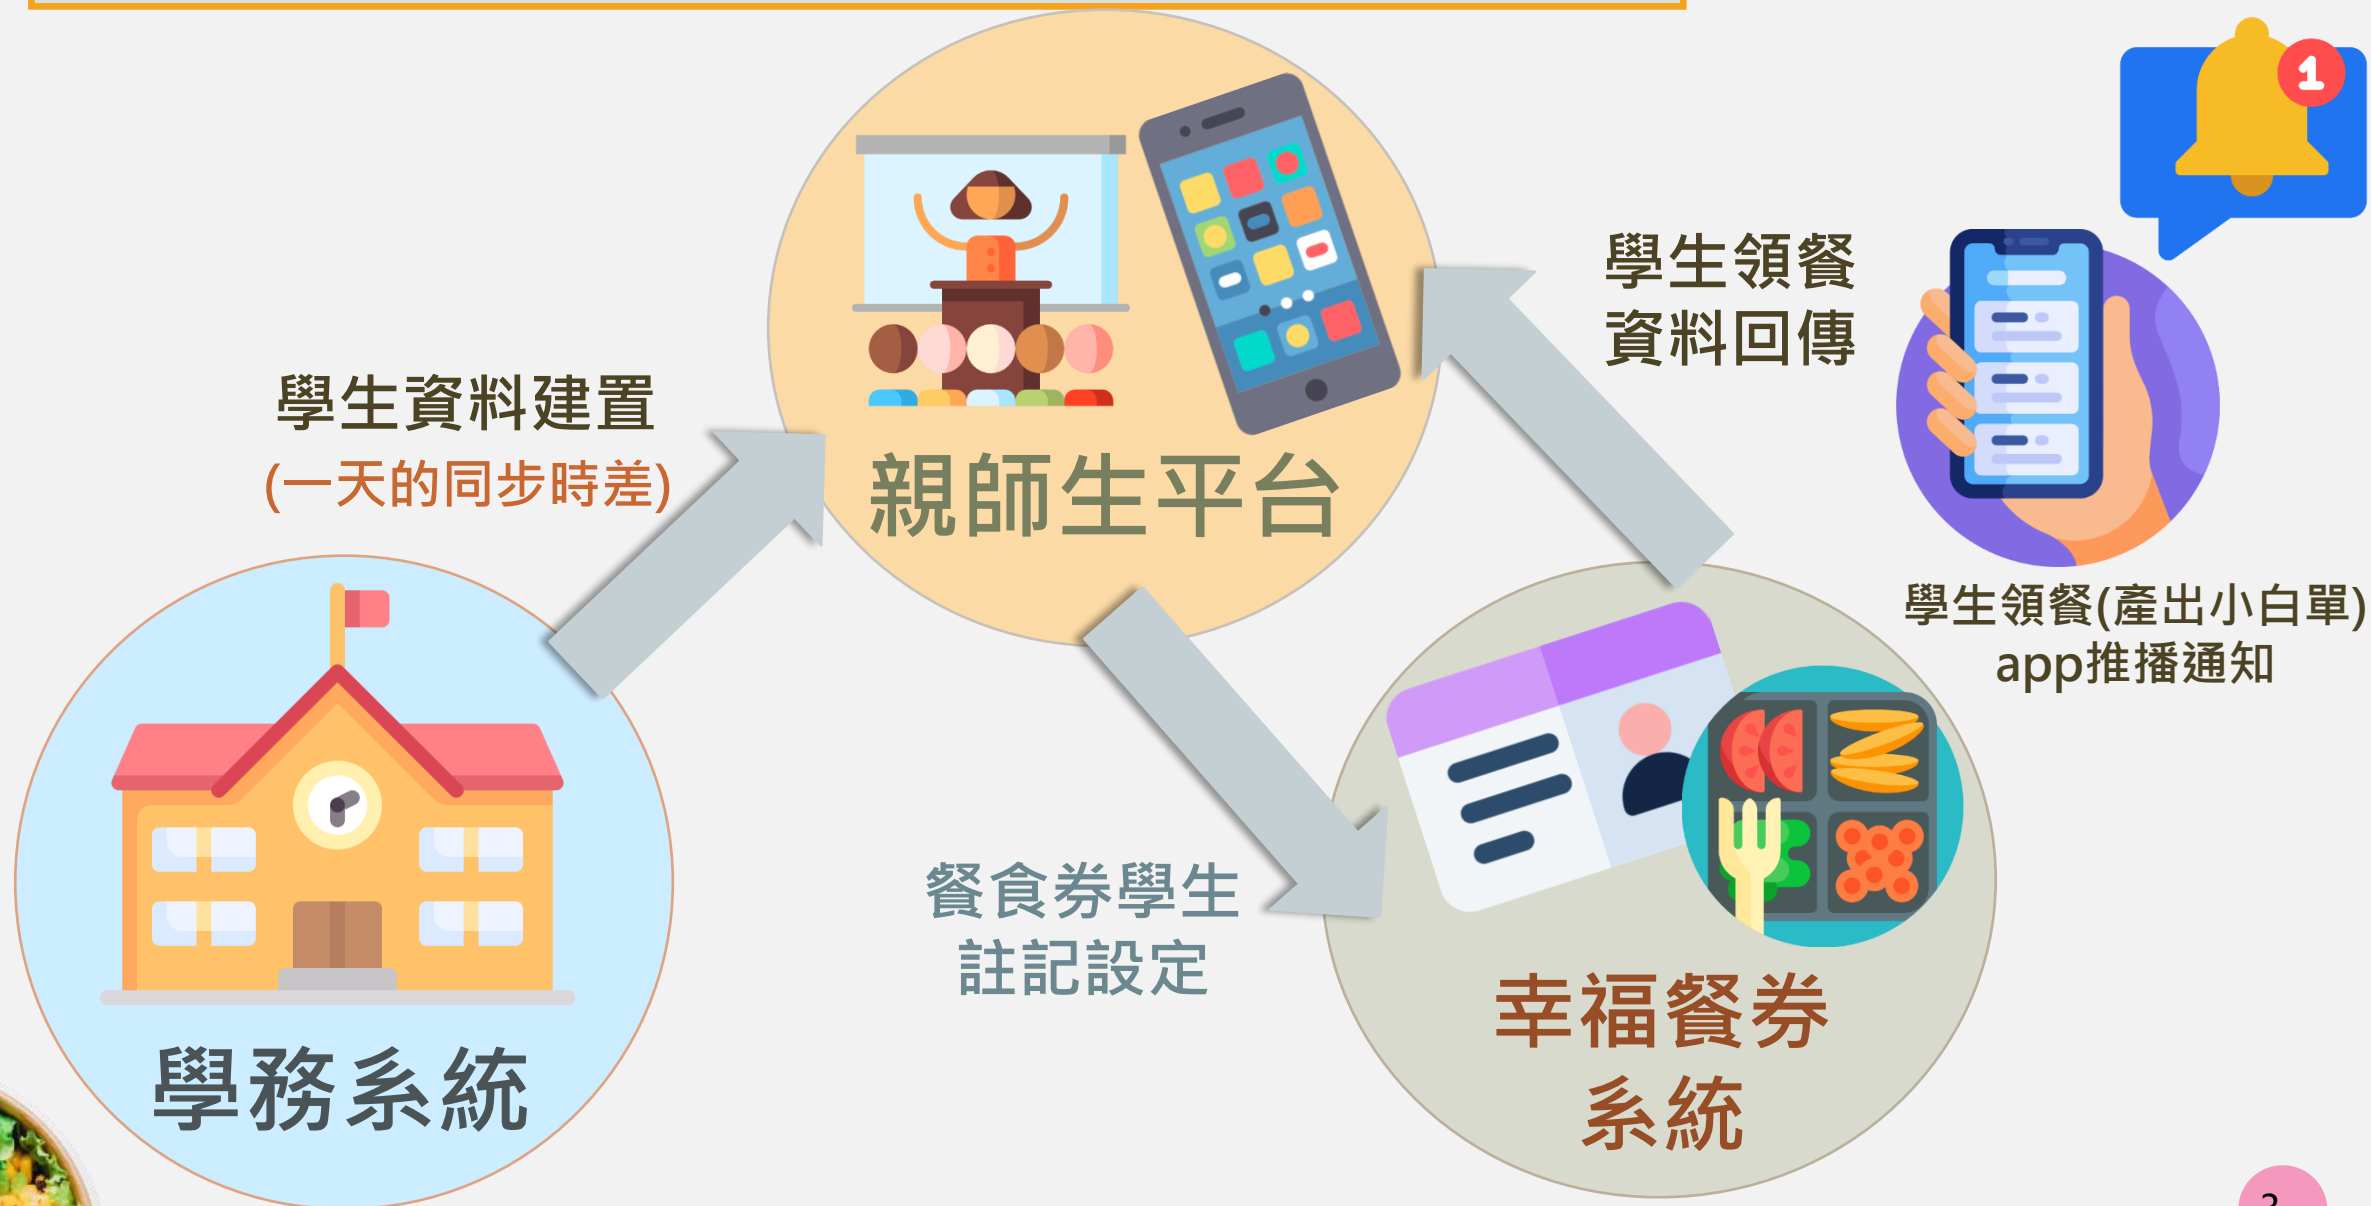 1
學生領餐
資料回傳
學生資料建置
(一天的同步時差)
親師生平台
學生領餐(產出小白單)
app推播通知
餐食券學生
註記設定
幸福餐券
系統
學務系統